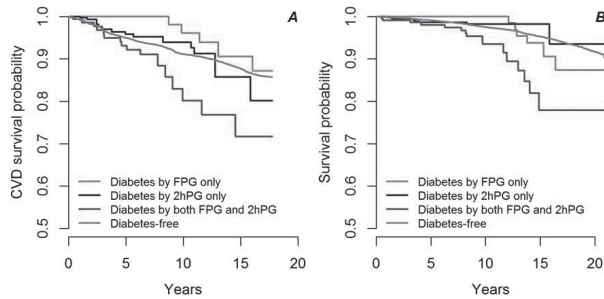 A
CVD survival probability
1.0
0.9
0.8
0.7
0.6
0.5
Diabetes by FPG only
Diabetes by 2hPG only
Diabetes by both FPG and 2hPG
Diabetes-free
0 5 10 15 20
Years
B
Survival probability
1.0
0.9
0.8
0.7
0.6
0.5
Diabetes by FPG only
Diabetes by 2hPG only
Diabetes by both FPG and 2hPG
Diabetes-free
0 5 10 15 20
Years